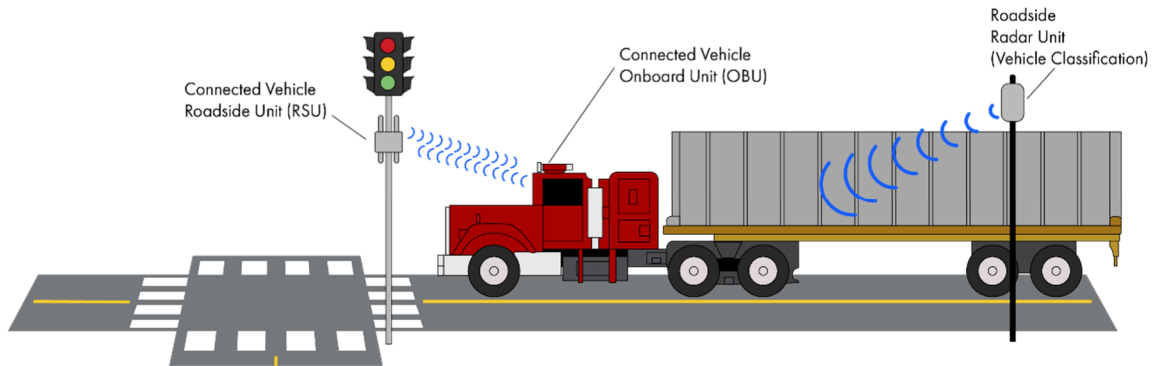 Connected Vehicle
Roadside Unit (RSU)
Connected Vehicle
Onboard Unit (OBU)
Roadside
Radar Unit
(Vehicle Classification)